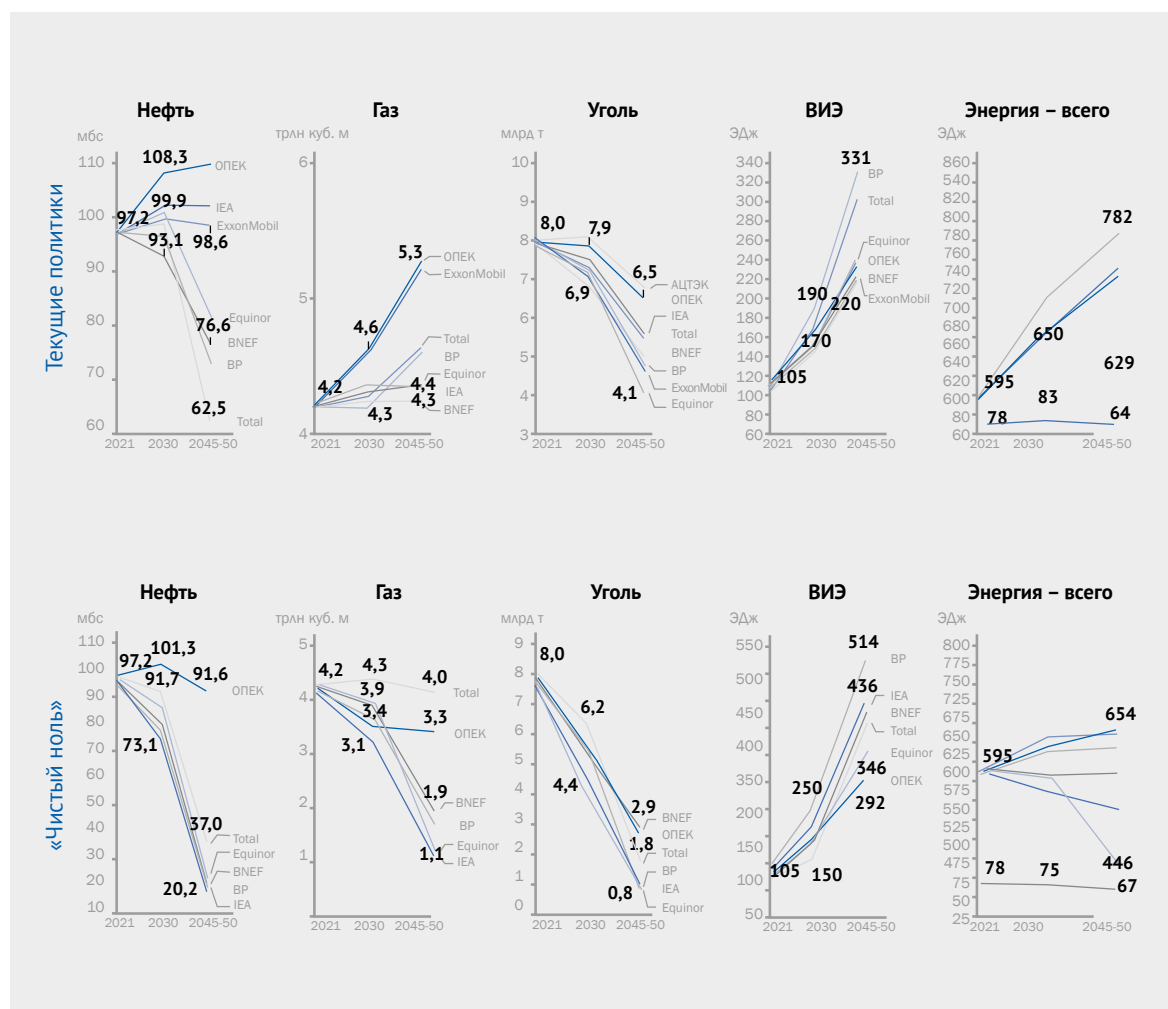 Текущие политики
Нефть
мбс
110
100
90
80
70
60
2021
2030
2045-50
108,3
99,9
97,2
93,1
98,6
76,6
62,5
ОПЕК
IEA
ExxonMobil
Equinor
BNEF
BP
Total
Газ
трлн куб. м
6
5
4
2021
2030
2045-50
5,3
4,6
4,2
4,4
4,3
4,3
ОПЕК
ExxonMobil
Total
BP
Equinor
IEA
BNEF
Уголь
млрд т
10
9
8
7
6
5
4
3
2021
2030
2045-50
8,0
7,9
6,5
6,9
4,1
АЦТЭК
ОПЕК
IEA
Total
BNEF
BP
ExxonMobil
Equinor
ВИЭ
ЭДж
340
320
300
280
260
240
220
200
180
160
140
120
100
80
60
2021
2030
2045-50
331
190
220
170
105
BP
Total
Equinor
ОПЕК
BNEF
ExxonMobil
Энергия – всего
ЭДж
860
540
820
800
780
760
740
720
700
680
660
640
620
600
80
60
2021
2030
2045-50
782
650
629
595
83
78
64
«Чистый ноль»
Нефть
мбс
110
100
90
80
70
60
50
40
30
20
10
2021
2030
2045-50
101,3
97,2
91,7
91,6
73,1
37,0
20,2
ОПЕК
Total
Equinor
BNEF
BP
IEA
Газ
трлн куб. м
5
4
3
2
1
2021
2030
2045-50
4,2
4,3
4,0
3,9
3,4
3,3
3,1
1,9
1,1
Total
ОПЕК
BNEF
BP
Equinor
IEA
Уголь
млрд т
9
8
7
6
5
4
3
2
1
0
2021
2030
2045-50
8,0
6,2
4,4
2,9
1,8
0,8
BNEF
ОПЕК
Total
BP
IEA
Equinor
ВИЭ
ЭДж
550
500
450
400
350
300
250
200
150
100
50
2021
2030
2045-50
514
436
250
346
292
105
150
BP
IEA
BNEF
Total
Equinor
ОПЕК
Энергия – всего
ЭДж
800
775
750
725
700
675
650
625
600
575
550
525
500
475
75
50
25
2021
2030
2045-50
654
595
446
78
75
67